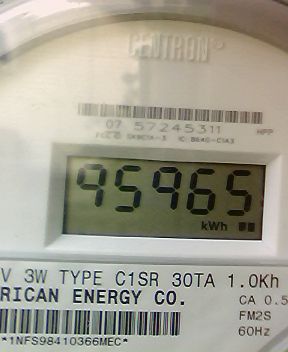 CENTRON
07 57245311 HPP
95965
kWh
V 3W TYPE C1SR 30TA 1.0Kh
RICAN ENERGY CO. CA 0.5
FM2S
*1NFS98410366MEC* 60Hz